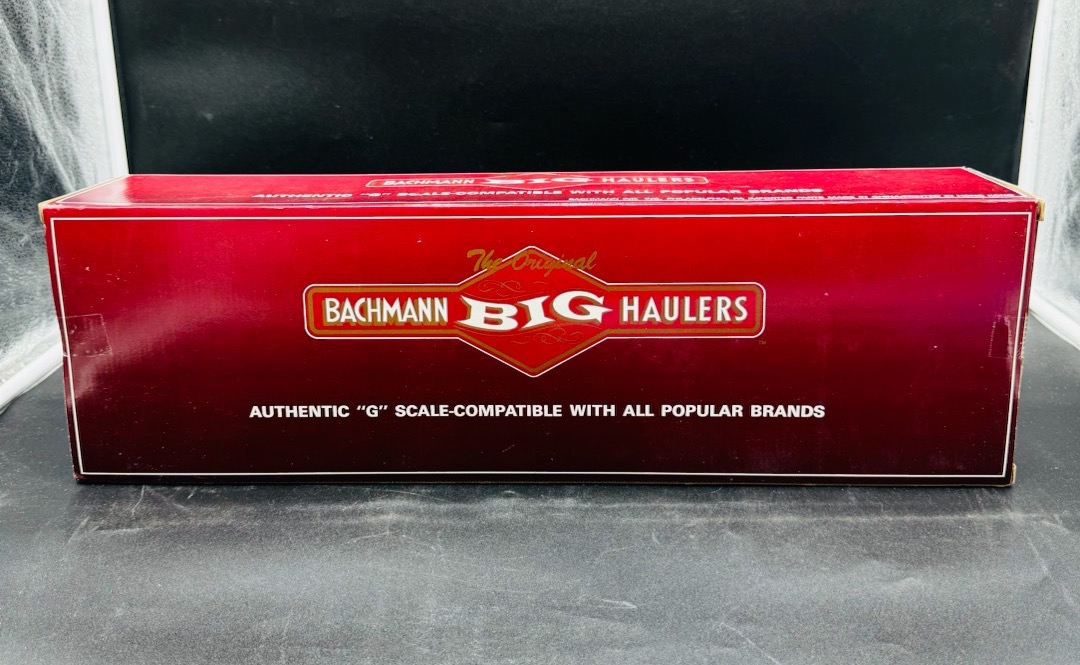 BACHMANN BIG HAULERS
AUTHENTIC "G" SCALE-COMPATIBLE WITH ALL POPULAR BRANDS
The Original
BACHMANN BIG HAULERS
TM
AUTHENTIC "G" SCALE-COMPATIBLE WITH ALL POPULAR BRANDS